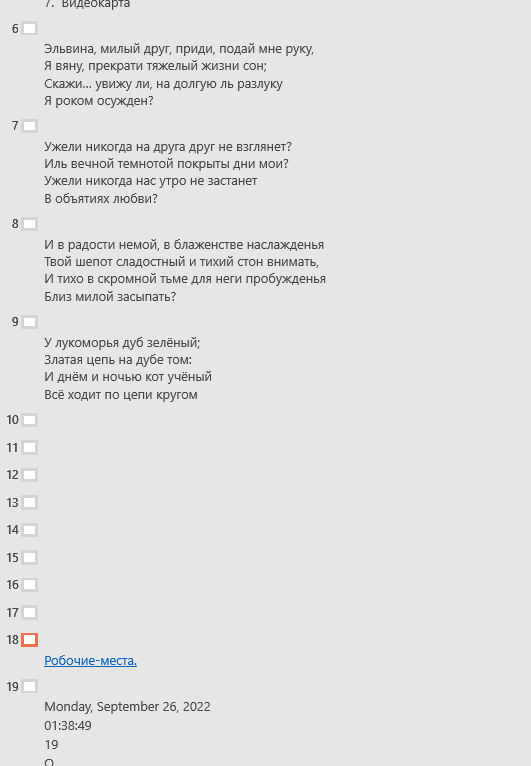 7. Видеокарта
6
Эльвина, милый друг, приди, подай мне руку,
Я вяну, прекрати тяжелый жизни сон;
Скажи... увижу ли, на долгую ль разлуку
Я роком осужден?
7
Ужели никогда на друга друг не взглянет?
Иль вечной темнотой покрыты дни мои?
Ужели никогда нас утро не застанет
В объятиях любви?
8
И в радости немой, в блаженстве наслажденья
Твой шепот сладостный и тихий стон внимать,
И тихо в скромной тьме для неги пробужденья
Близ милой засыпать?
9
У лукоморья дуб зелёный;
Златая цепь на дубе том:
И днём и ночью кот учёный
Всё ходит по цепи кругом
10
11
12
13
14
15
16
17
18
Робочие-места.
19
Monday, September 26, 2022
01:38:49
19